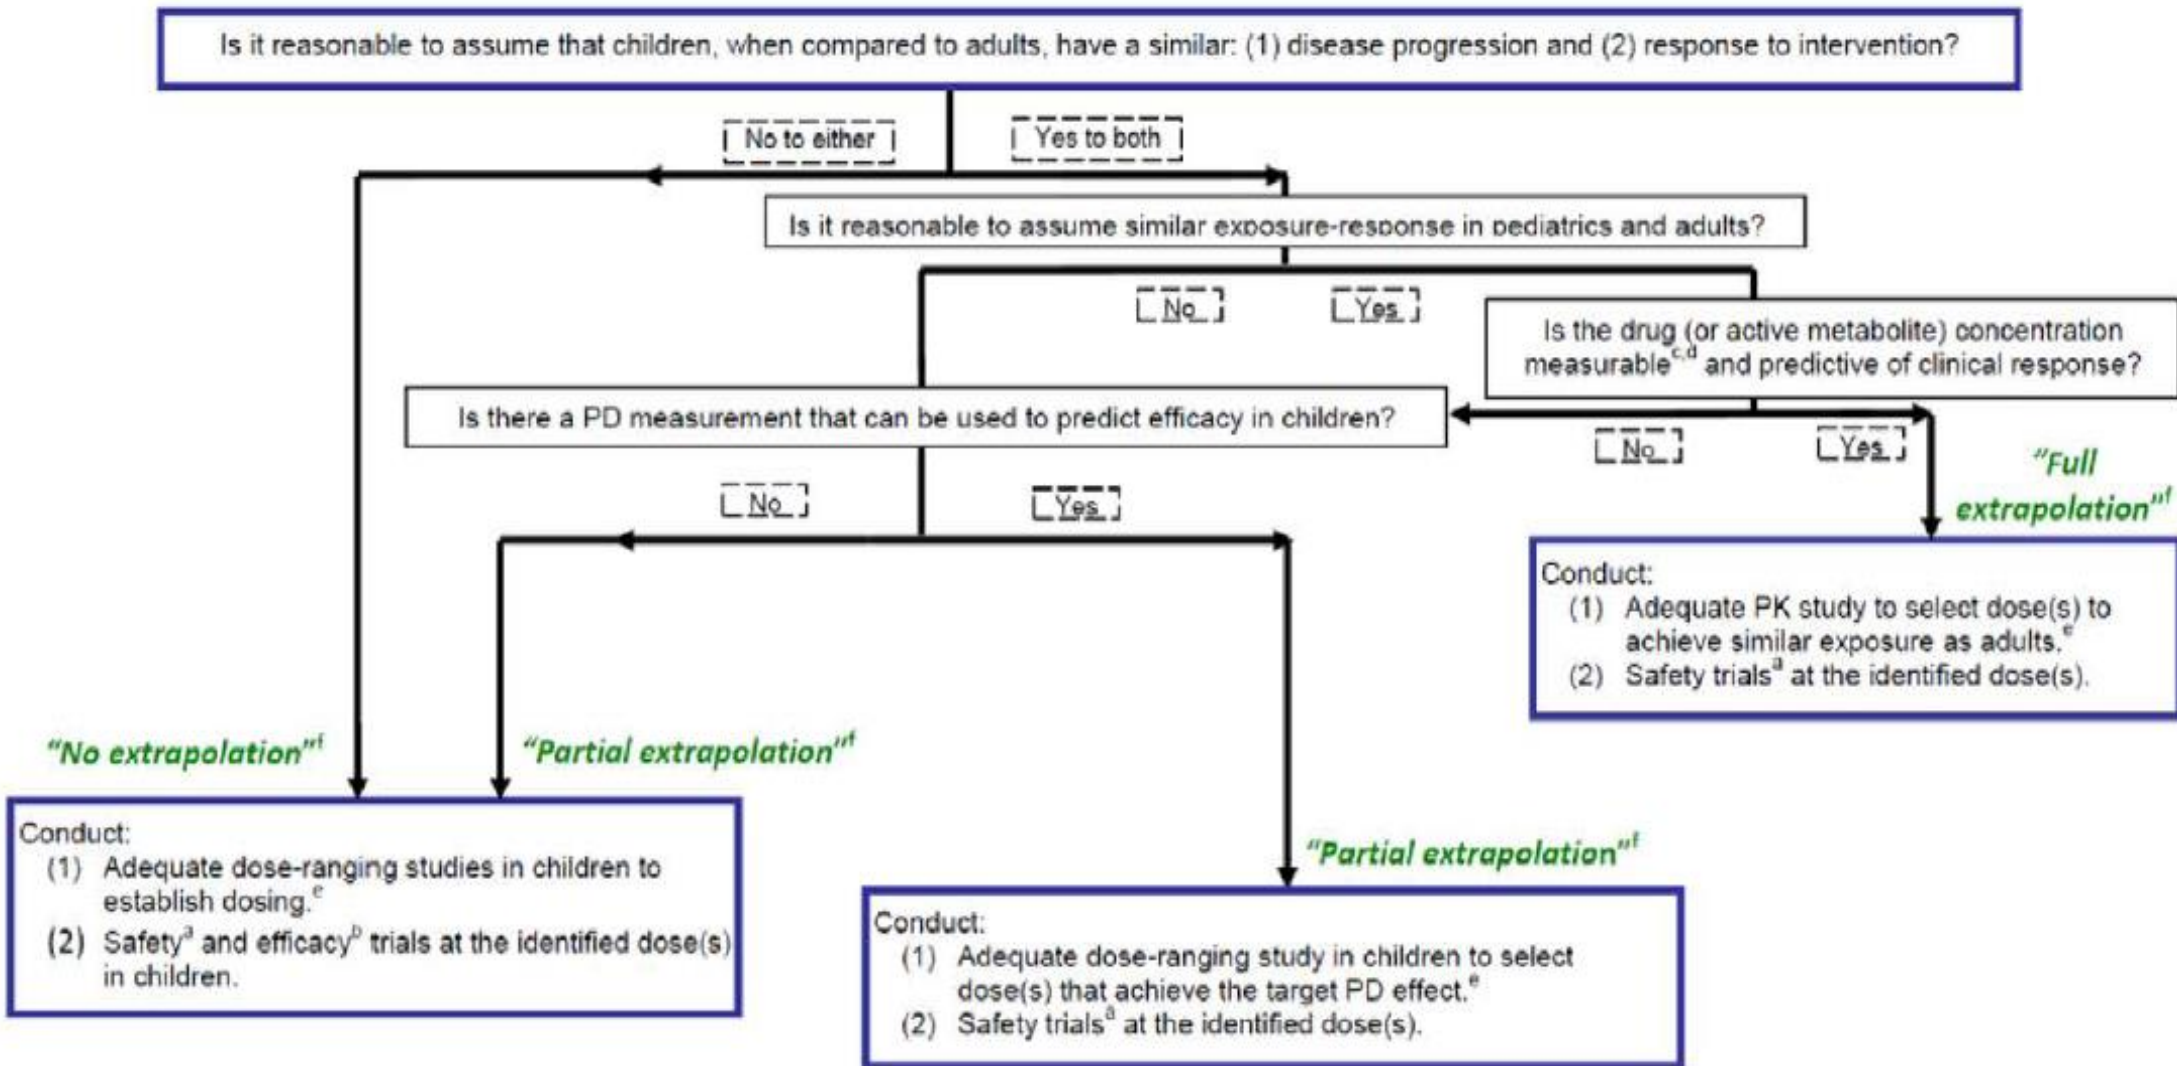 Is it reasonable to assume that children, when compared to adults, have a similar: (1) disease progression and (2) response to intervention?
No to either
Yes to both
Is it reasonable to assume similar exposure-response in pediatrics and adults?
No
Yes
Is the drug (or active metabolite) concentration
measurable^c,d and predictive of clinical response?
Is there a PD measurement that can be used to predict efficacy in children?
No
Yes
"Full
extrapolation"^f
No
Yes
Conduct:
(1) Adequate PK study to select dose(s) to
achieve similar exposure as adults.^e
(2) Safety trials^a at the identified dose(s).
"No extrapolation"^f
"Partial extrapolation"^f
Conduct:
(1) Adequate dose-ranging studies in children to
establish dosing.^e
(2) Safety^a and efficacy^b trials at the identified dose(s)
in children.
"Partial extrapolation"^f
Conduct:
(1) Adequate dose-ranging study in children to select
dose(s) that achieve the target PD effect.^e
(2) Safety trials^a at the identified dose(s).